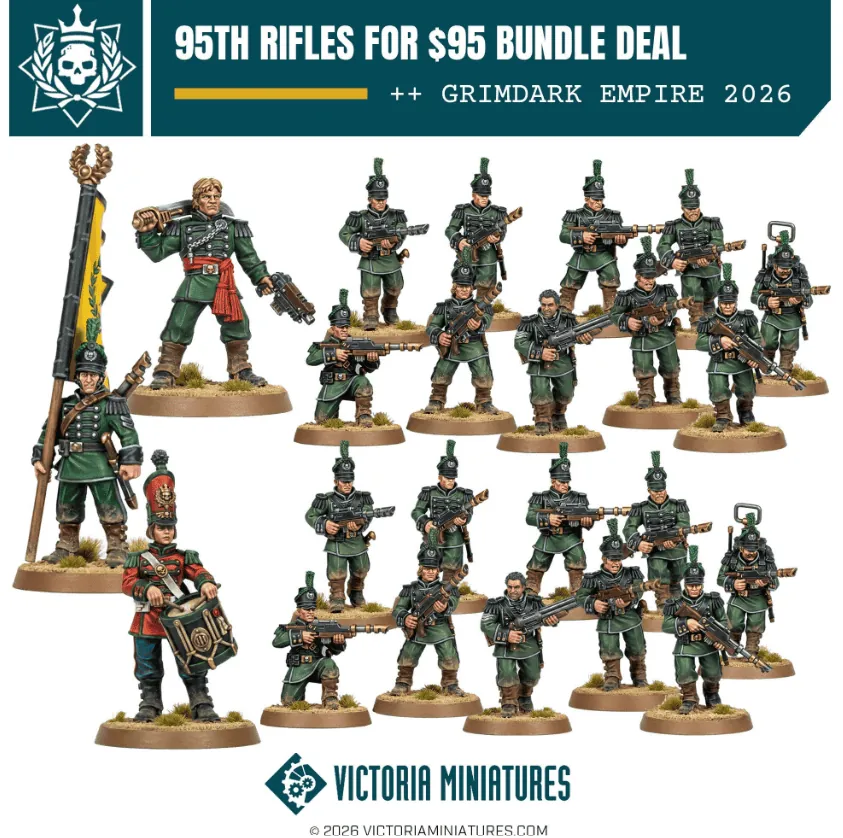 95TH RIFLES FOR $95 BUNDLE DEAL
++ GRIMDARK EMPIRE 2026
VICTORIA MINIATURES
© 2026 VICTORIAMINIATURES.COM